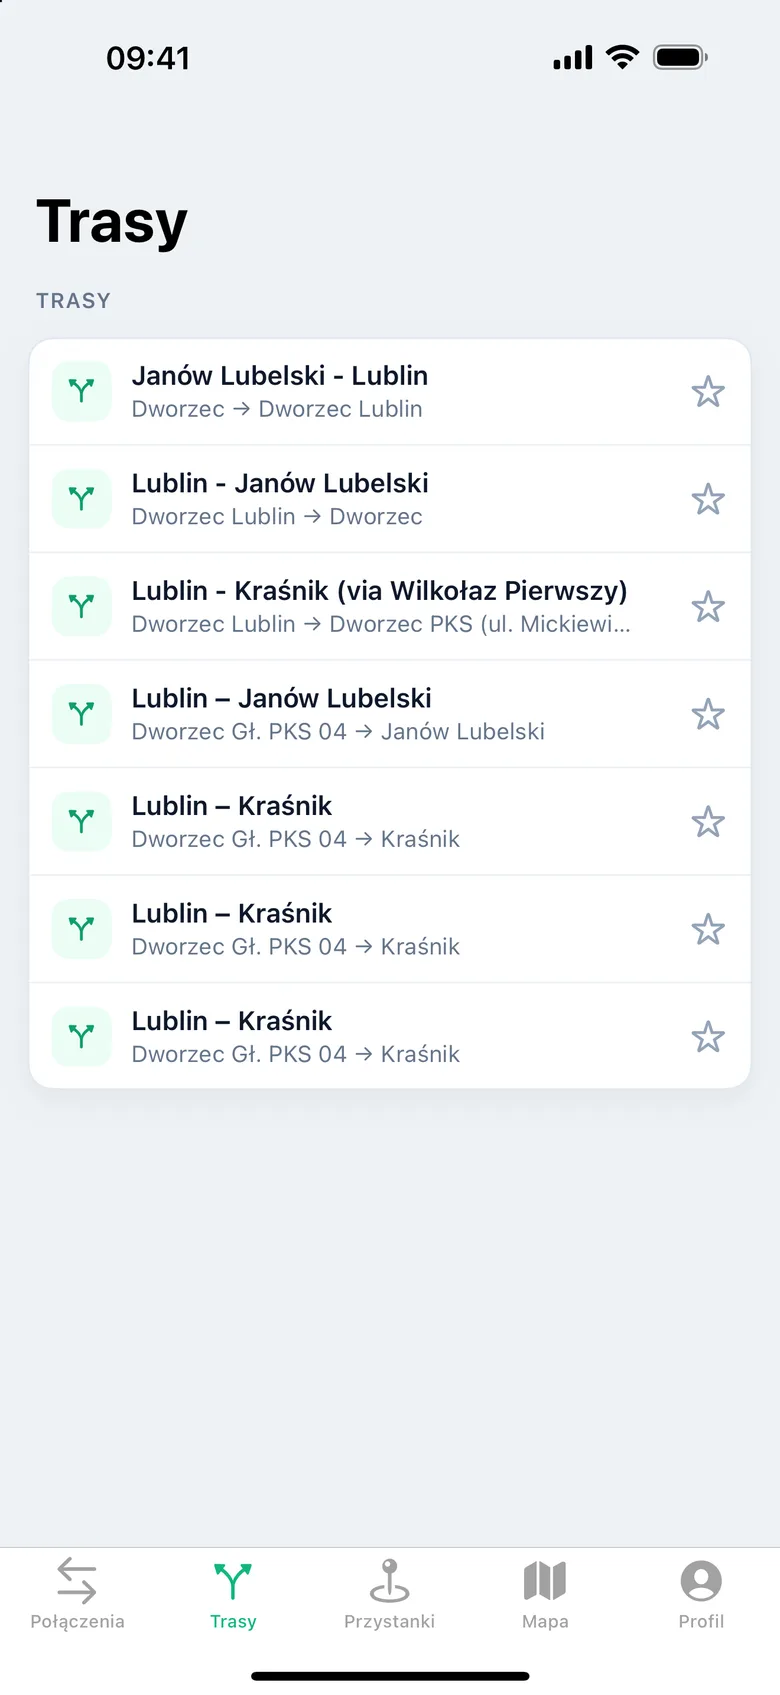 09:41
Trasy
TRASY
Janów Lubelski - Lublin
Dworzec → Dworzec Lublin
Lublin - Janów Lubelski
Dworzec Lublin → Dworzec
Lublin - Kraśnik (via Wilkołaz Pierwszy)
Dworzec Lublin → Dworzec PKS (ul. Mickiewi...
Lublin – Janów Lubelski
Dworzec Gł. PKS 04 → Janów Lubelski
Lublin – Kraśnik
Dworzec Gł. PKS 04 → Kraśnik
Lublin – Kraśnik
Dworzec Gł. PKS 04 → Kraśnik
Lublin – Kraśnik
Dworzec Gł. PKS 04 → Kraśnik
Połączenia Trasy Przystanki Mapa Profil